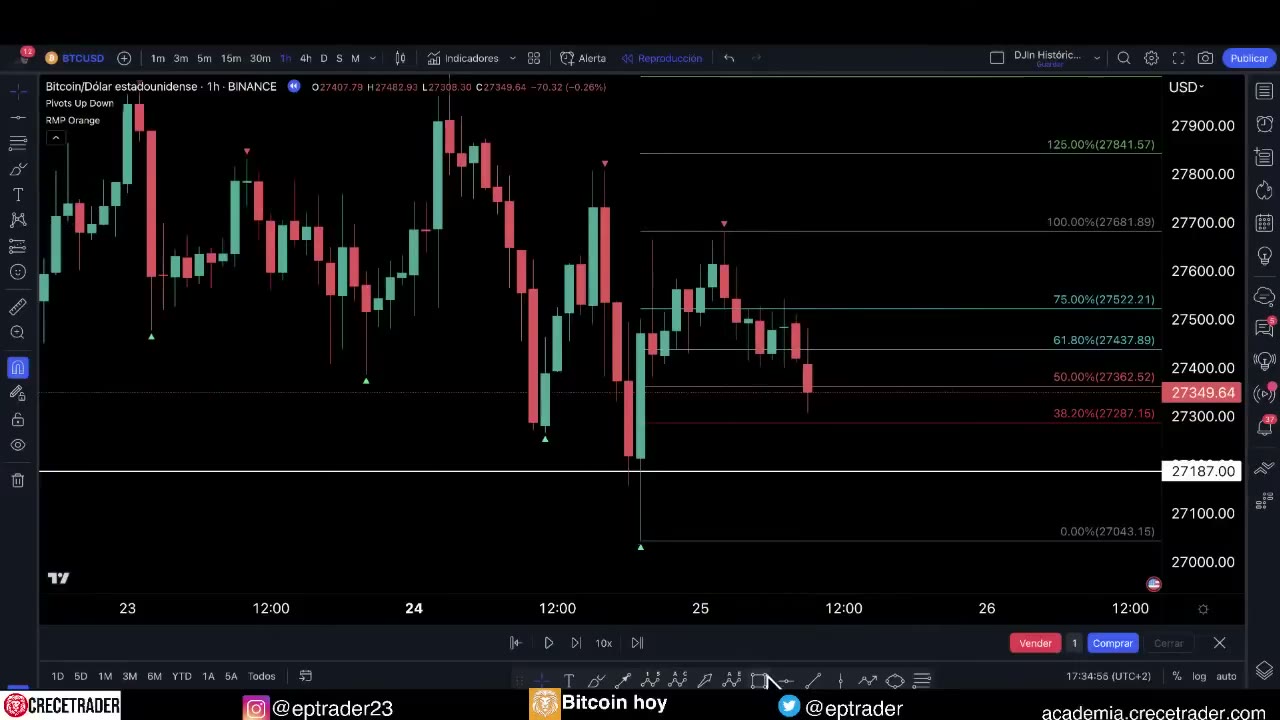 12
BTCUSD 1m 3m 5m 15m 30m 1h 4h D S M Indicadores Alerta Reproducción DJIn Históric... Guardar Publicar
Bitcoin/Dólar estadounidense · 1h · BINANCE O27407.79 H27482.93 L27308.30 C27349.64 −70.32 (−0.26%) USD
Pivots Up Down
RMP Orange
27900.00
125.00%(27841.57)
27800.00
100.00%(27681.89)
27700.00
27600.00
75.00%(27522.21)
27500.00
61.80%(27437.89)
27400.00
50.00%(27362.52)
27349.64
38.20%(27287.15)
27300.00
27187.00
27100.00
0.00%(27043.15)
27000.00
5
37
23 12:00 24 12:00 25 12:00 26 12:00
10x Vender 1 Comprar Cerrar
1D 5D 1M 3M 6M YTD 1A 5A Todos 17:34:55 (UTC+2) % log auto
CRECETRADER @eptrader23 Bitcoin hoy @eptrader academia.crecetrader.com